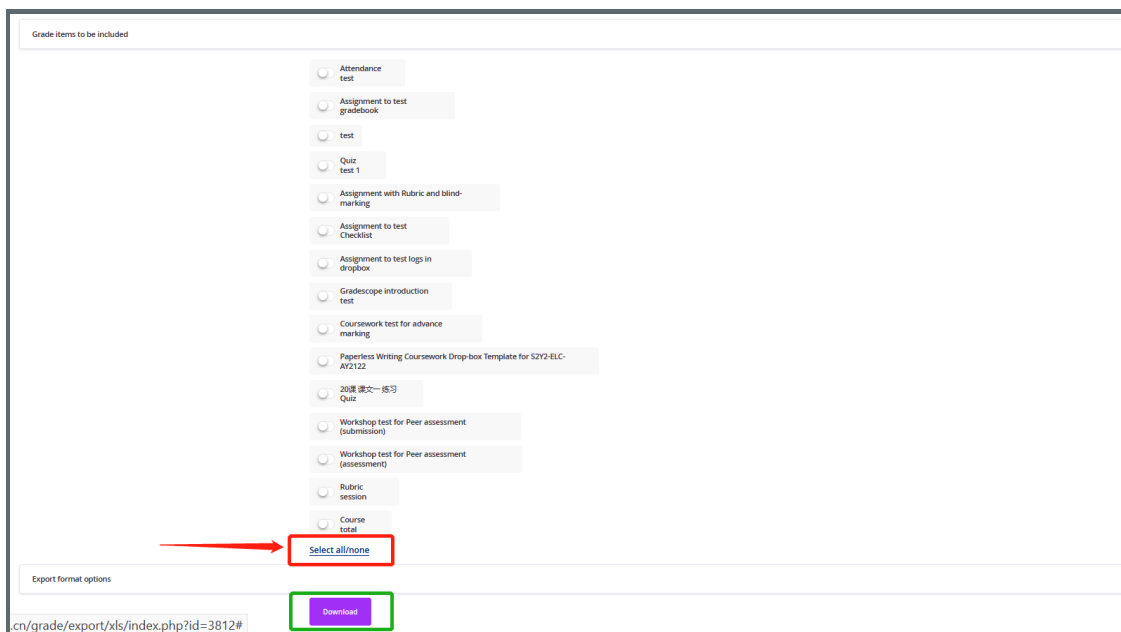 Grade items to be included
Attendance
test
Assignment to test
gradebook
test
Quiz
test 1
Assignment with Rubric and blind-
marking
Assignment to test
Checklist
Assignment to test logs in
dropbox
Gradescope introduction
test
Coursework test for advance
marking
Paperless Writing Coursework Drop-box Template for S2Y2-ELC-
AY2122
20课 课文一 练习
Quiz
Workshop test for Peer assessment
(submission)
Workshop test for Peer assessment
(assessment)
Rubric
session
Course
total
Select all/none
Export format options
Download
.cn/grade/export/xls/index.php?id=3812#